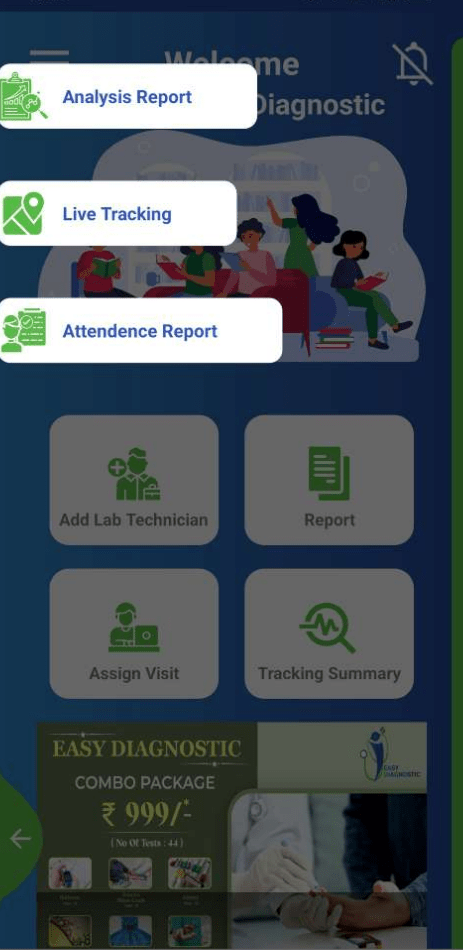 Welcome
Diagnostic
Analysis Report
Live Tracking
Attendence Report
Add Lab Technician
Report
Assign Visit
Tracking Summary
EASY DIAGNOSTIC
COMBO PACKAGE
₹ 999/-*
( No Of Tests : 44 )
EASY
DIAGNOSTIC